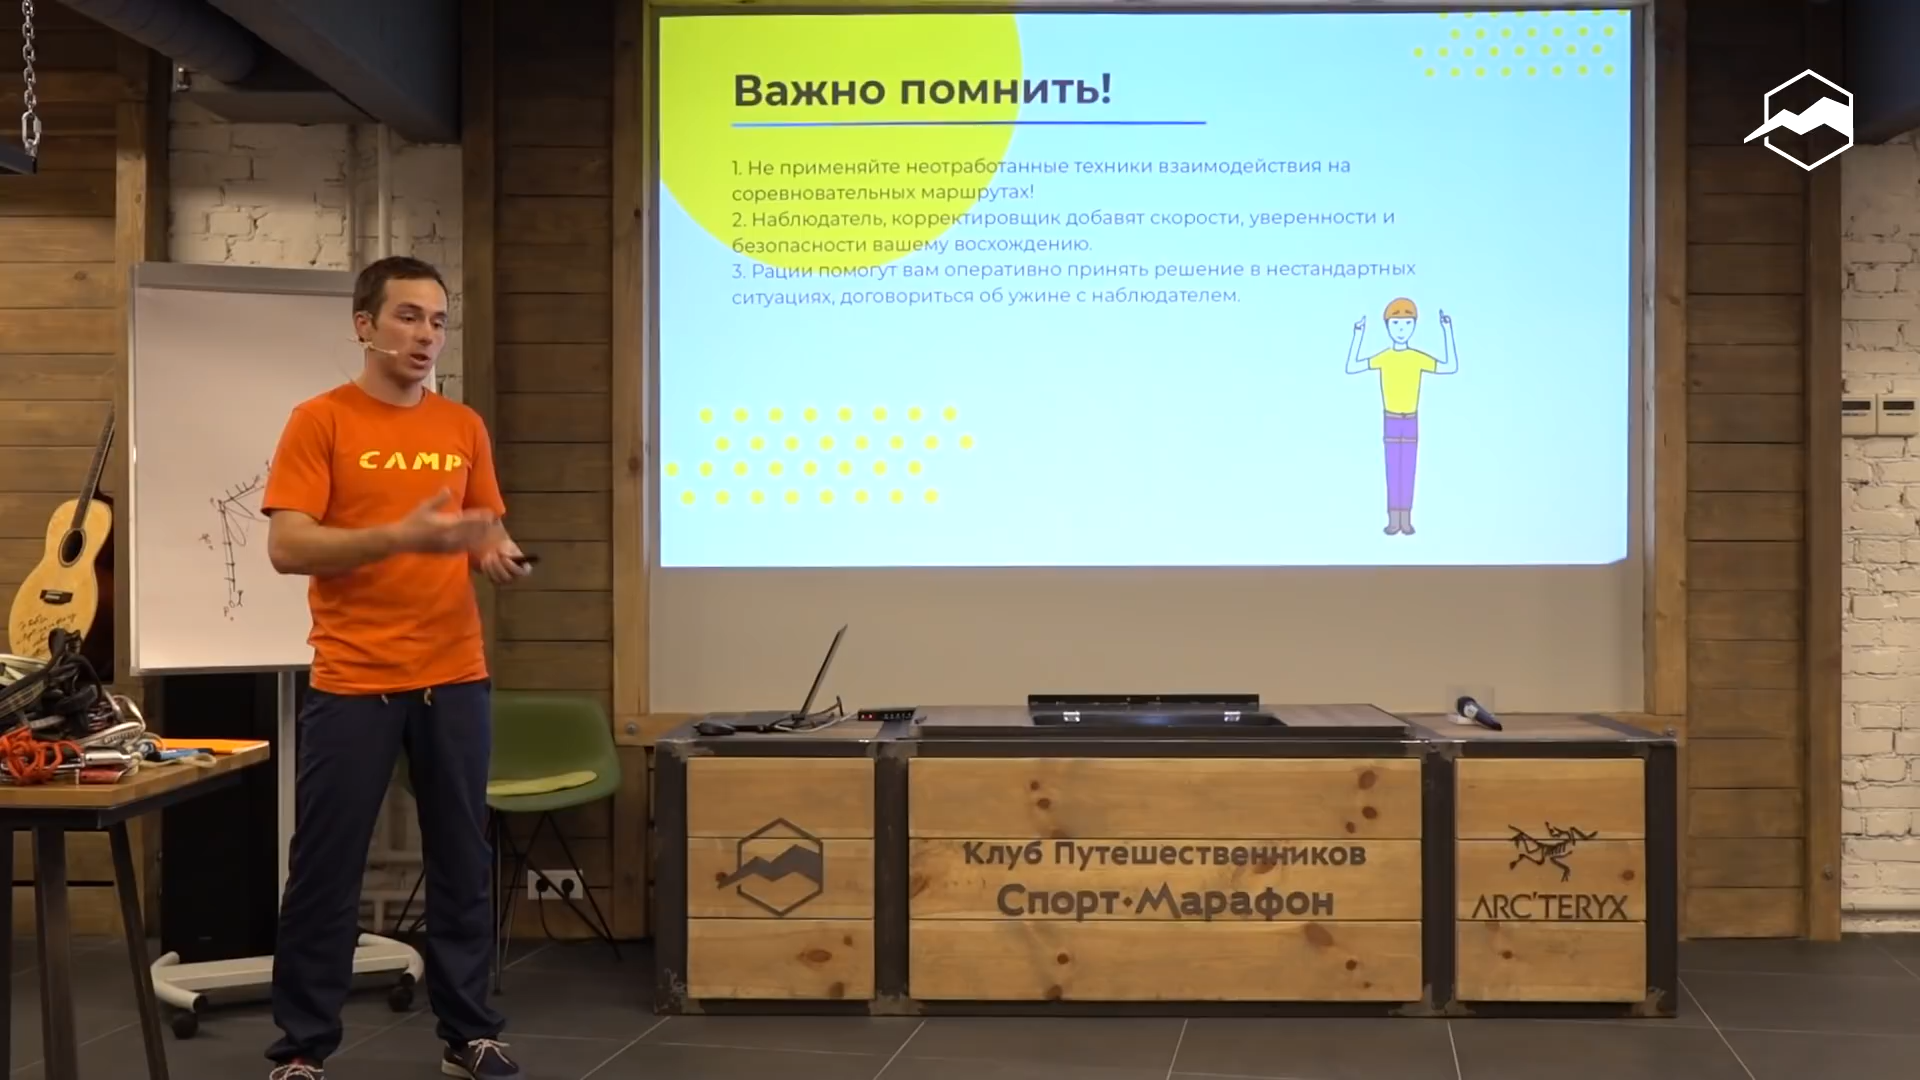 Важно помнить!
1. Не применяйте неотработанные техники взаимодействия на
соревновательных маршрутах!
2. Наблюдатель, корректировщик добавят скорости, уверенности и
безопасности вашему восхождению.
3. Рации помогут вам оперативно принять решение в нестандартных
ситуациях, договориться об ужине с наблюдателем.
CAMP
Клуб Путешественников
Спорт•Марафон
ARC'TERYX